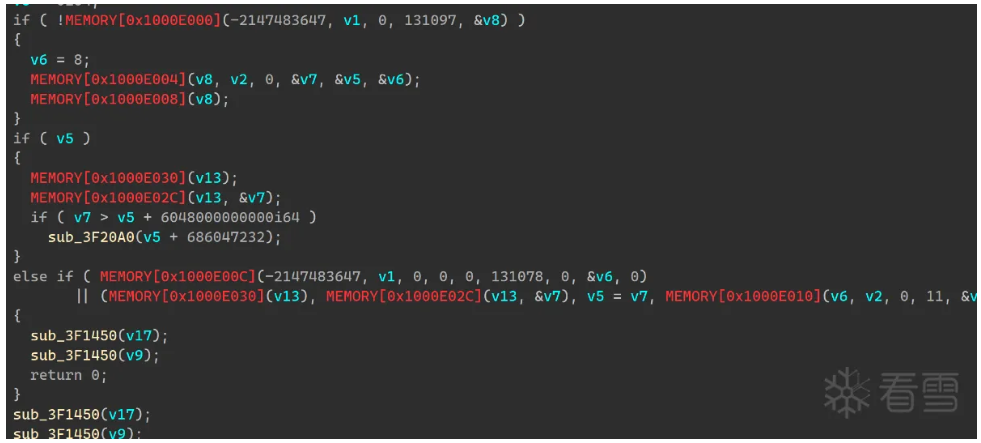 if ( !MEMORY[0x1000E000](-2147483647, v1, 0, 131097, &v8) )
{
v6 = 8;
MEMORY[0x1000E004](v8, v2, 0, &v7, &v5, &v6);
MEMORY[0x1000E008](v8);
}
if ( v5 )
{
MEMORY[0x1000E030](v13);
MEMORY[0x1000E02C](v13, &v7);
if ( v7 > v5 + 6048000000000i64 )
sub_3F20A0(v5 + 686047232);
}
else if ( MEMORY[0x1000E00C](-2147483647, v1, 0, 0, 0, 131078, 0, &v6, 0)
|| (MEMORY[0x1000E030](v13), MEMORY[0x1000E02C](v13, &v7), v5 = v7, MEMORY[0x1000E010](v6, v2, 0, 11, &v
{
sub_3F1450(v17);
sub_3F1450(v9);
return 0;
}
sub_3F1450(v17);
sub_3F1450(v9);
看雪